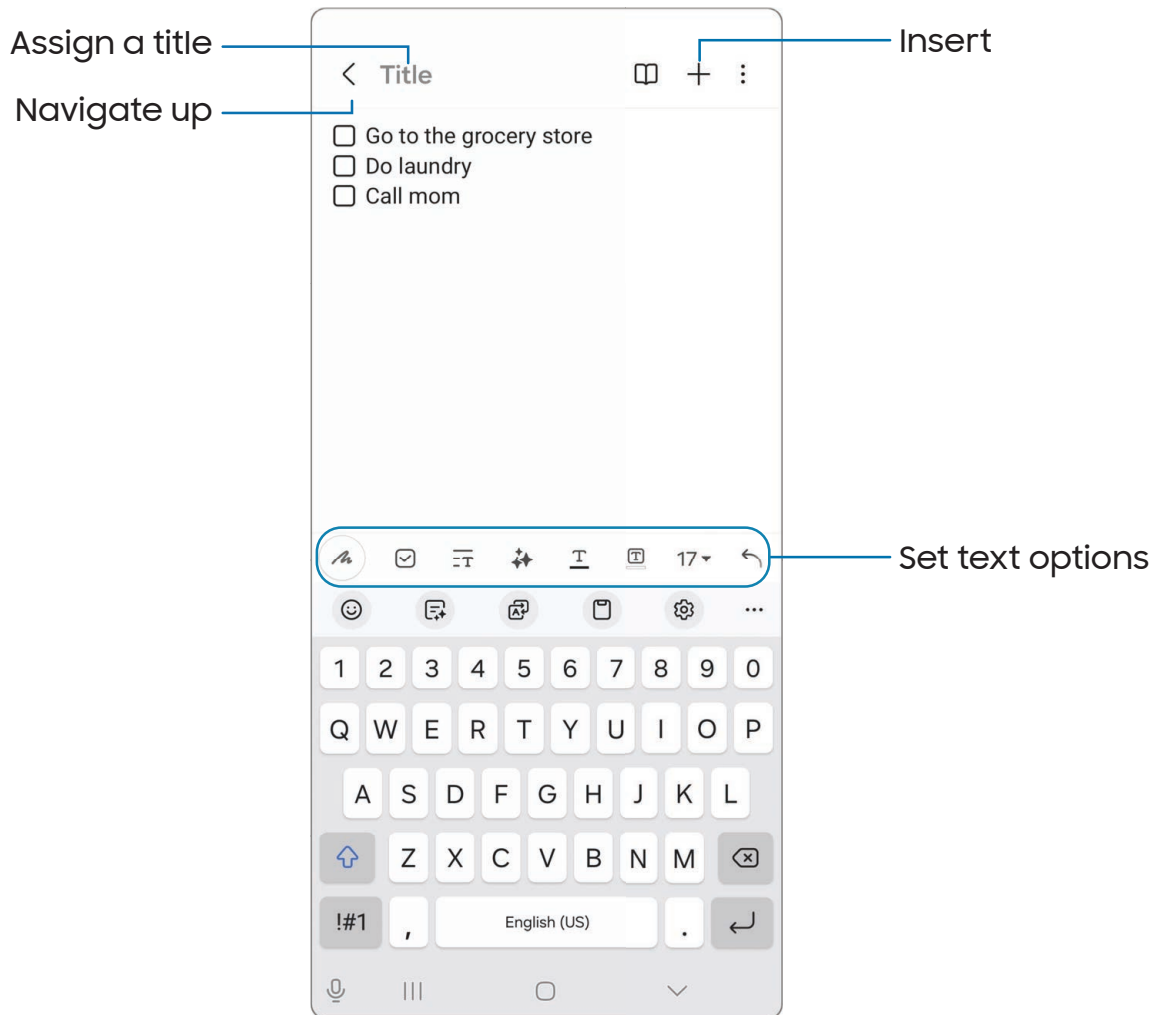 Assign a title
Insert
Title
Navigate up
Go to the grocery store
Do laundry
Call mom
T T T 17
Set text options
A
1 2 3 4 5 6 7 8 9 0
Q W E R T Y U I O P
A S D F G H J K L
Z X C V B N M
!#1 , English (US) .